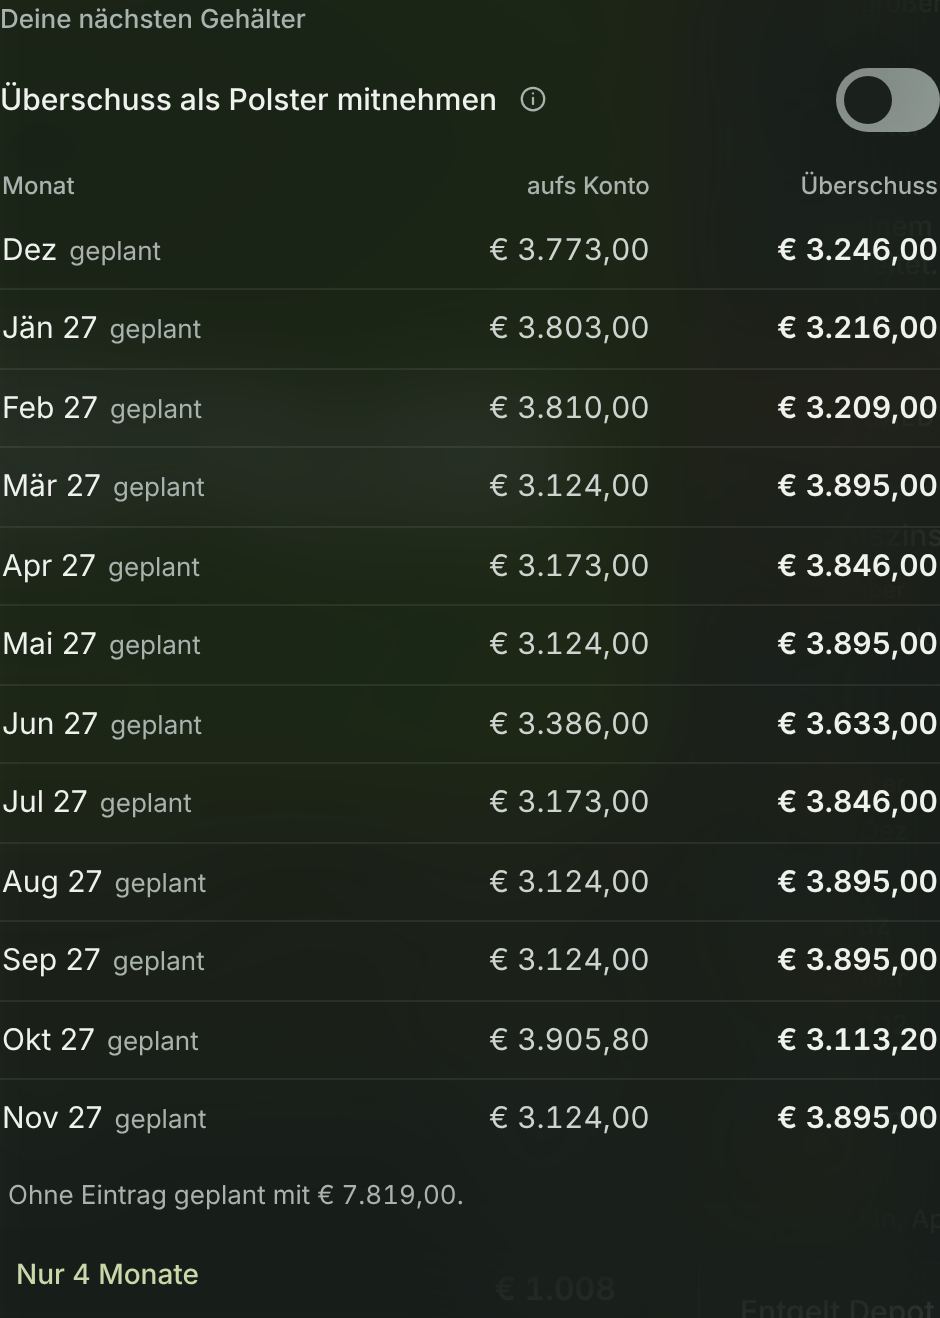 Deine nächsten Gehälter
Überschuss als Polster mitnehmen
Monat aufs Konto Überschuss
Dez geplant € 3.773,00 € 3.246,00
Jän 27 geplant € 3.803,00 € 3.216,00
Feb 27 geplant € 3.810,00 € 3.209,00
Mär 27 geplant € 3.124,00 € 3.895,00
Apr 27 geplant € 3.173,00 € 3.846,00
Mai 27 geplant € 3.124,00 € 3.895,00
Jun 27 geplant € 3.386,00 € 3.633,00
Jul 27 geplant € 3.173,00 € 3.846,00
Aug 27 geplant € 3.124,00 € 3.895,00
Sep 27 geplant € 3.124,00 € 3.895,00
Okt 27 geplant € 3.905,80 € 3.113,20
Nov 27 geplant € 3.124,00 € 3.895,00
Ohne Eintrag geplant mit € 7.819,00.
Nur 4 Monate
€ 1.008
Entgelt Depot